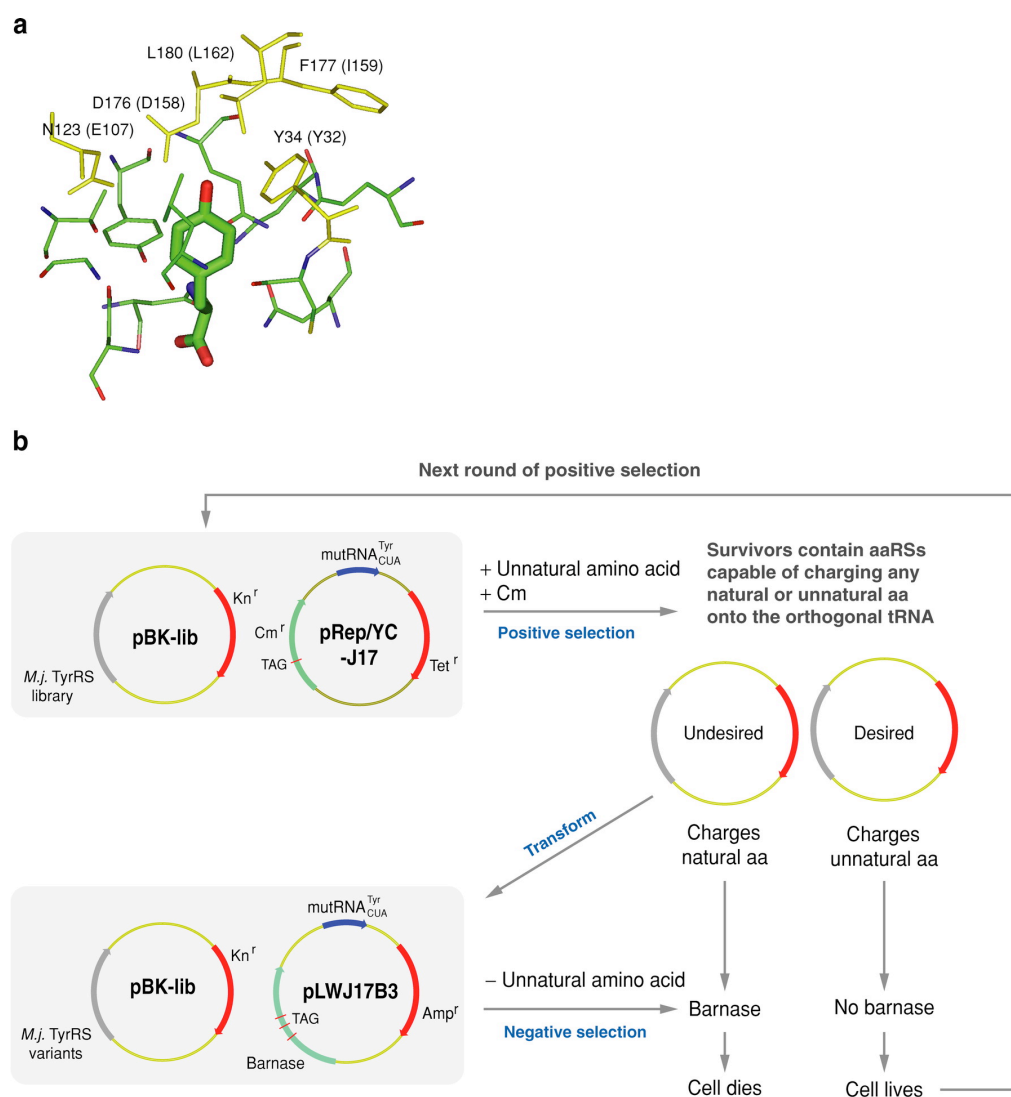 a
L180 (L162)
F177 (I159)
D176 (D158)
N123 (E107)
Y34 (Y32)
b
Next round of positive selection
mutRNA Tyr CUA
Kn r
Cm r
pBK-lib
pRep/YC
-J17
TAG
Tet r
M.j. TyrRS
library
+ Unnatural amino acid
+ Cm
Positive selection
Survivors contain aaRSs
capable of charging any
natural or unnatural aa
onto the orthogonal tRNA
Undesired
Desired
Charges
natural aa
Charges
unnatural aa
Transform
mutRNA Tyr CUA
Kn r
pBK-lib
pLWJ17B3
TAG
Amp r
Barnase
M.j. TyrRS
variants
– Unnatural amino acid
Negative selection
Barnase
No barnase
Cell dies
Cell lives